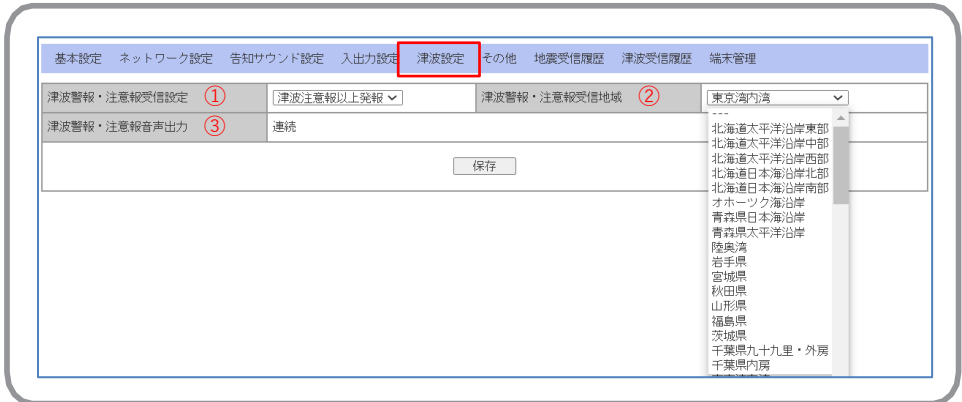 基本設定 ネットワーク設定 告知サウンド設定 入出力設定 津波設定 その他 地震受信履歴 津波受信履歴 端末管理
津波警報・注意報受信設定 ① 津波注意報以上発報 津波警報・注意報受信地域 ② 東京湾内湾
津波警報・注意報音声出力 ③ 連続
保存
---
北海道太平洋沿岸東部
北海道太平洋沿岸中部
北海道太平洋沿岸西部
北海道日本海沿岸北部
北海道日本海沿岸南部
オホーツク海沿岸
青森県日本海沿岸
青森県太平洋沿岸
陸奥湾
岩手県
宮城県
秋田県
山形県
福島県
茨城県
千葉県九十九里・外房
千葉県内房